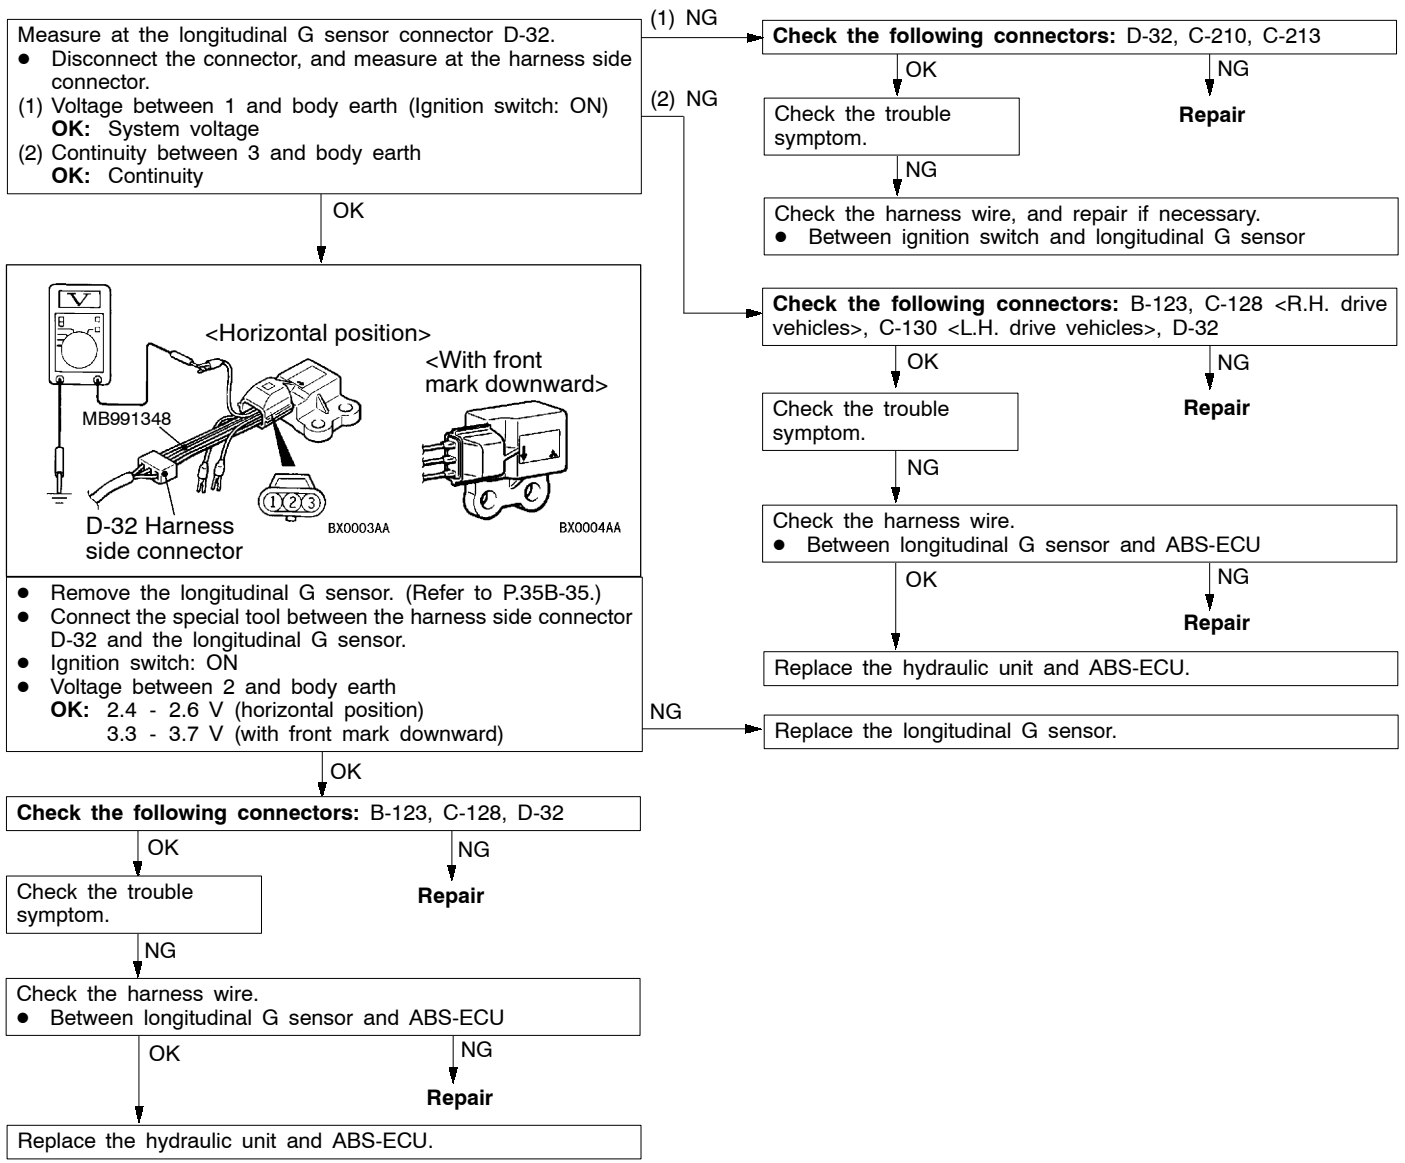 Measure at the longitudinal G sensor connector D-32.
● Disconnect the connector, and measure at the harness side
connector.
(1) Voltage between 1 and body earth (Ignition switch: ON)
OK: System voltage
(2) Continuity between 3 and body earth
OK: Continuity
(1) NG
(2) NG
OK
Check the following connectors: D-32, C-210, C-213
OK
NG
Check the trouble
symptom.
Repair
NG
Check the harness wire, and repair if necessary.
● Between ignition switch and longitudinal G sensor
Check the following connectors: B-123, C-128 <R.H. drive
vehicles>, C-130 <L.H. drive vehicles>, D-32
OK
NG
Check the trouble
symptom.
Repair
NG
Check the harness wire.
● Between longitudinal G sensor and ABS-ECU
OK
NG
Repair
Replace the hydraulic unit and ABS-ECU.
V
<Horizontal position>
<With front
mark downward>
MB991348
1 2 3
D-32 Harness
side connector
BX0003AA
BX0004AA
● Remove the longitudinal G sensor. (Refer to P.35B-35.)
● Connect the special tool between the harness side connector
D-32 and the longitudinal G sensor.
● Ignition switch: ON
● Voltage between 2 and body earth
OK: 2.4 - 2.6 V (horizontal position)
3.3 - 3.7 V (with front mark downward)
NG
Replace the longitudinal G sensor.
OK
Check the following connectors: B-123, C-128, D-32
OK
NG
Check the trouble
symptom.
Repair
NG
Check the harness wire.
● Between longitudinal G sensor and ABS-ECU
OK
NG
Repair
Replace the hydraulic unit and ABS-ECU.